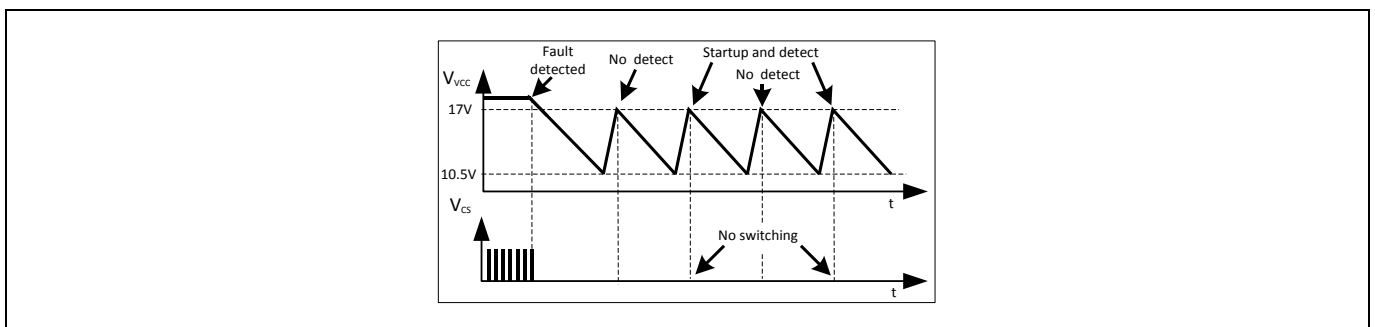 Fault
detected
No detect
Startup and detect
No detect
V_VCC
17V
10.5V
t
V_CS
No switching
t